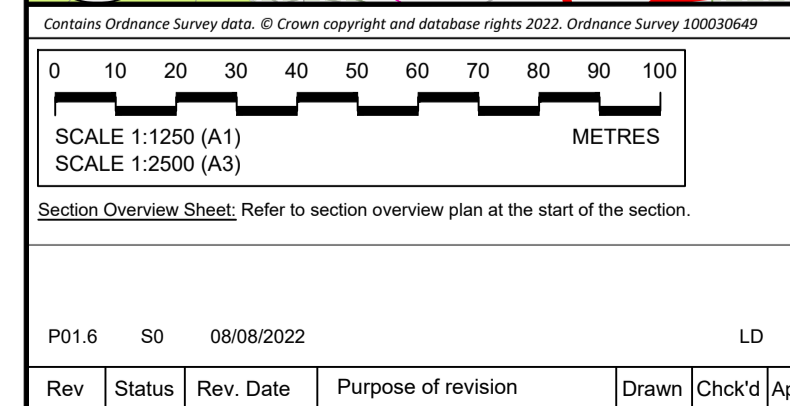 Contains Ordnance Survey data. © Crown copyright and database rights 2022. Ordnance Survey 100030649
0 10 20 30 40 50 60 70 80 90 100
SCALE 1:1250 (A1) METRES
SCALE 1:2500 (A3)
Section Overview Sheet: Refer to section overview plan at the start of the section.
P01.6 S0 08/08/2022 LD
Rev Status Rev. Date Purpose of revision Drawn Chck'd